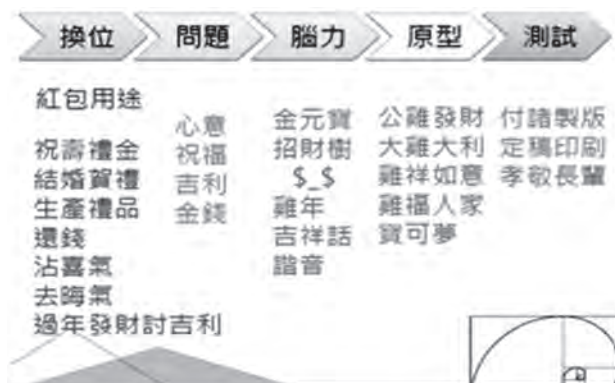 換位 問題 腦力 原型 測試
紅包用途
祝壽禮金
結婚賀禮
生產禮品
還錢
沾喜氣
去晦氣
過年發財討吉利
心意
祝福
吉利
金錢
金元寶
招財樹
$_$
雞年
吉祥話
諧音
公雞發財
大雞大利
雞祥如意
雞福人家
寶可夢
付諸製版
定稿印刷
孝敬長輩